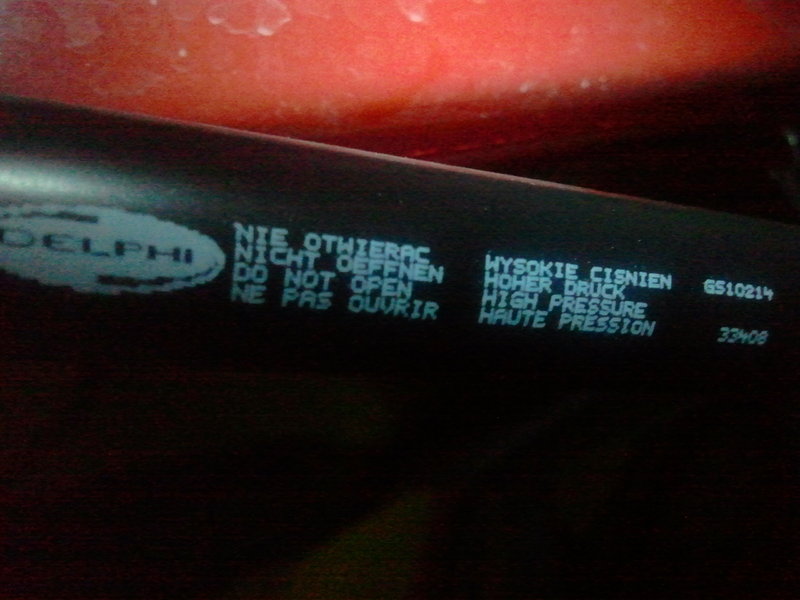 DELPHI
NIE OTWIERAC
NICHT OEFFNEN
DO NOT OPEN
NE PAS OUVRIR
WYSOKIE CISNIEN
HOHER DRUCK
HIGH PRESSURE
HAUTE PRESSION
GS10214
33408